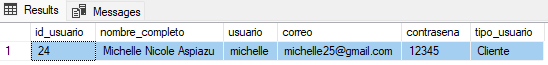 Results Messages
id_usuario nombre_completo usuario correo contrasena tipo_usuario
1 24 Michelle Nicole Aspiazu michelle michelle25@gmail.com 12345 Cliente